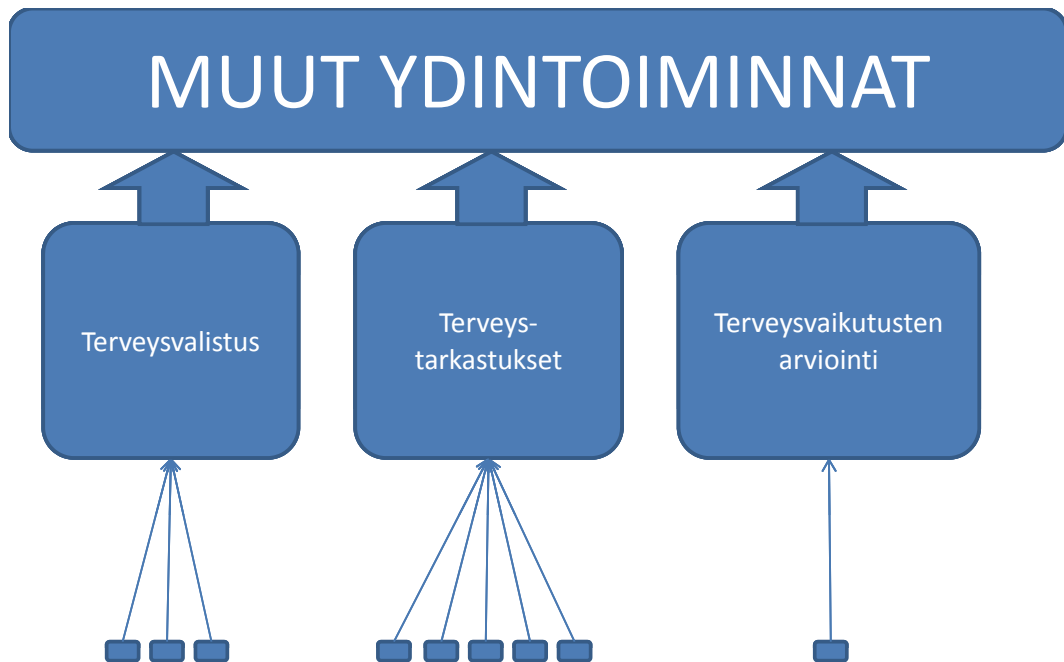 MUUT YDINTOIMINNAT
Terveysvalistus
Terveys-
tarkastukset
Terveysvaikutusten
arviointi